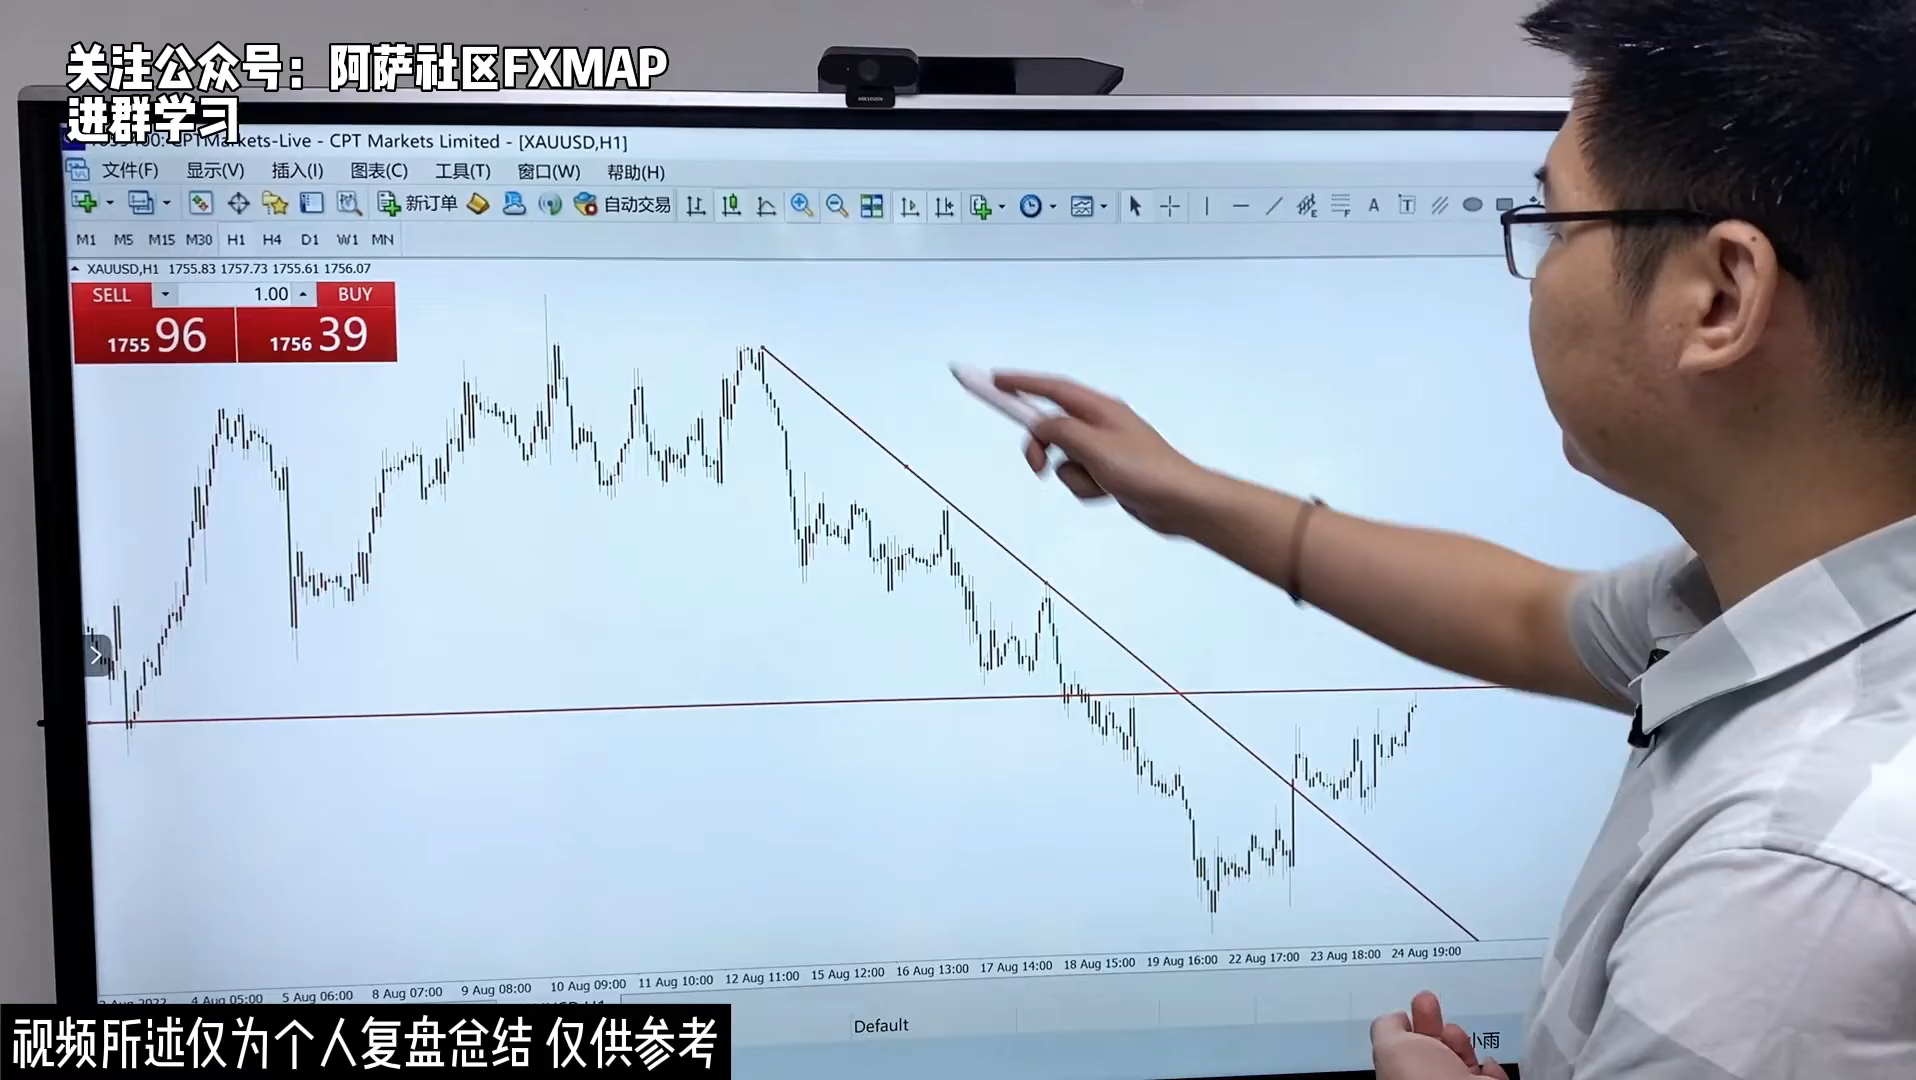 关注公众号：阿萨社区FXMAP
进群学习
PTMarkets-Live - CPT Markets Limited - [XAUUSD,H1]
文件(F) 显示(V) 插入(I) 图表(C) 工具(T) 窗口(W) 帮助(H)
新订单 自动交易
M1 M5 M15 M30 H1 H4 D1 W1 MN
XAUUSD,H1 1755.83 1757.73 1755.61 1756.07
SELL 1.00 BUY
1755 96 1756 39
4 Aug 05:00 5 Aug 06:00 8 Aug 07:00 9 Aug 08:00 10 Aug 09:00 11 Aug 10:00 12 Aug 11:00 15 Aug 12:00 16 Aug 13:00 17 Aug 14:00 18 Aug 15:00 19 Aug 16:00 22 Aug 17:00 23 Aug 18:00 24 Aug 19:00
Default
小雨
视频所述仅为个人复盘总结 仅供参考